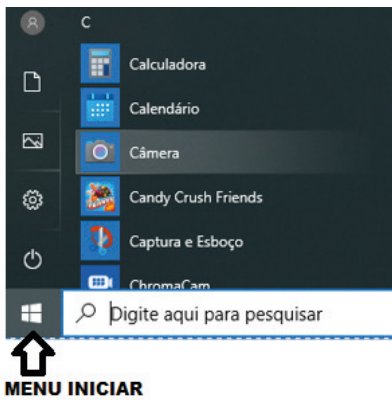 C
Calculadora
Calendário
Câmera
Candy Crush Friends
Captura e Esboço
ChromaCam
Digite aqui para pesquisar
MENU INICIAR